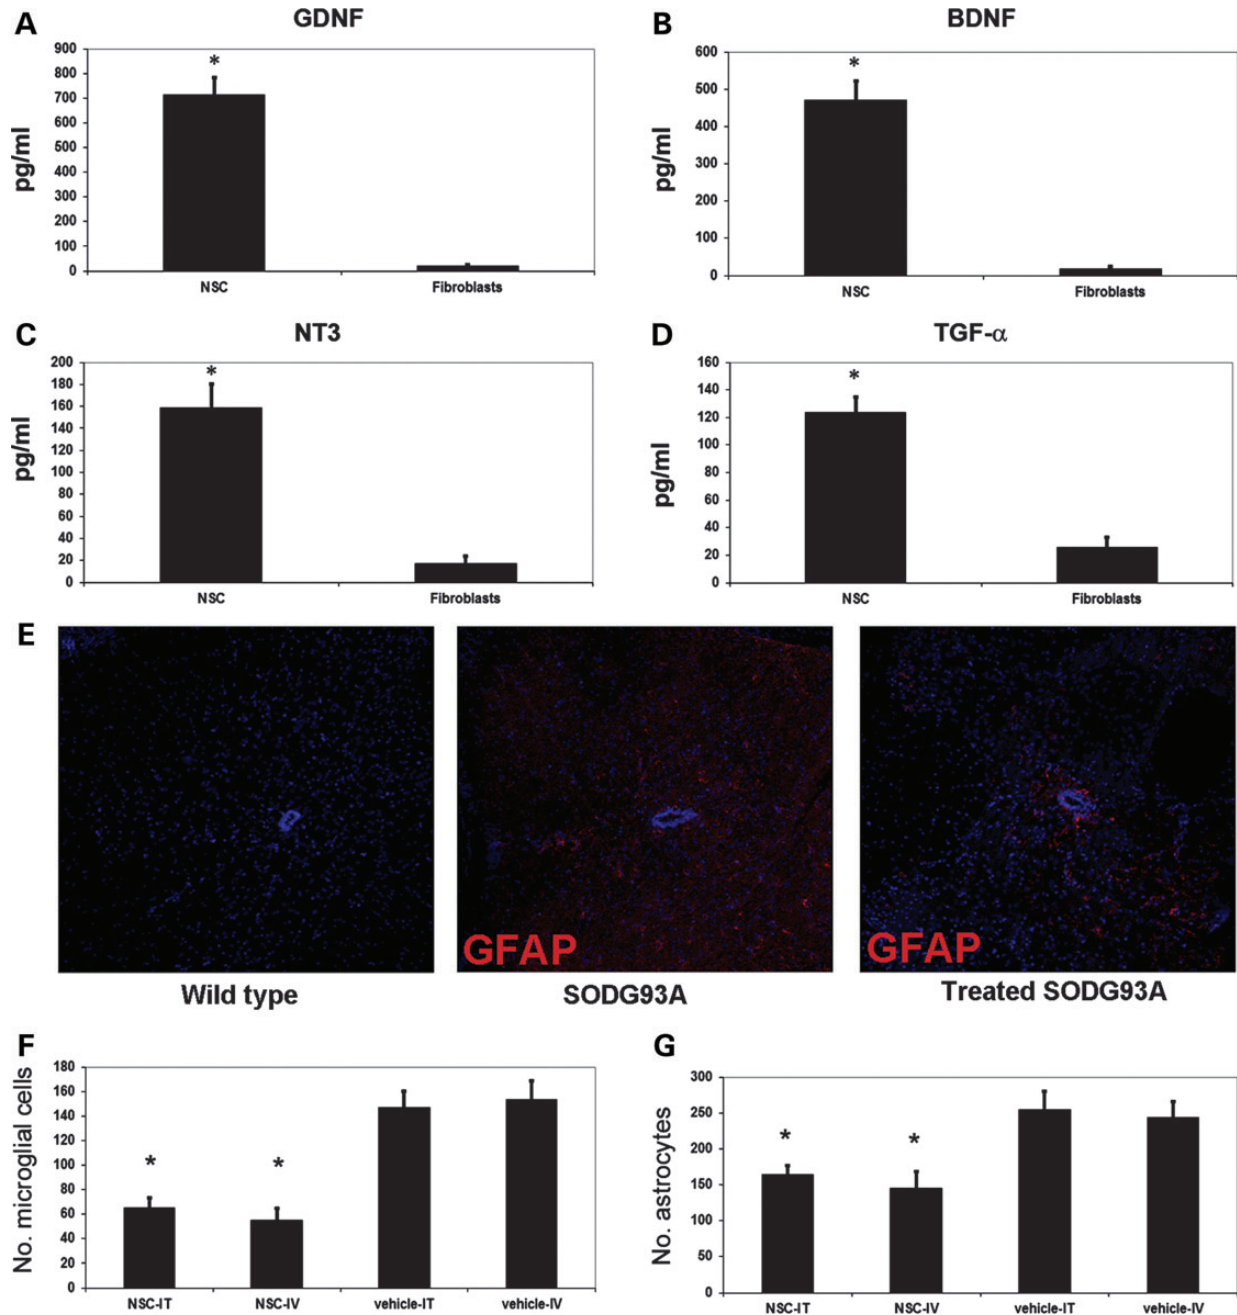 A
GDNF
pg/ml
900
800
700
600
500
400
300
200
100
0
*
NSC
Fibroblasts
B
BDNF
pg/ml
600
500
400
300
200
100
0
*
NSC
Fibroblasts
C
NT3
pg/ml
200
180
160
140
120
100
80
60
40
20
0
*
NSC
Fibroblasts
D
TGF-α
pg/ml
160
140
120
100
80
60
40
20
0
*
NSC
Fibroblasts
E
GFAP
GFAP
Wild type
SODG93A
Treated SODG93A
F
No. microglial cells
180
160
140
120
100
80
60
40
20
0
*
*
NSC-IT
NSC-IV
vehicle-IT
vehicle-IV
G
No. astrocytes
300
250
200
150
100
50
0
*
*
NSC-IT
NSC-IV
vehicle-IT
vehicle-IV